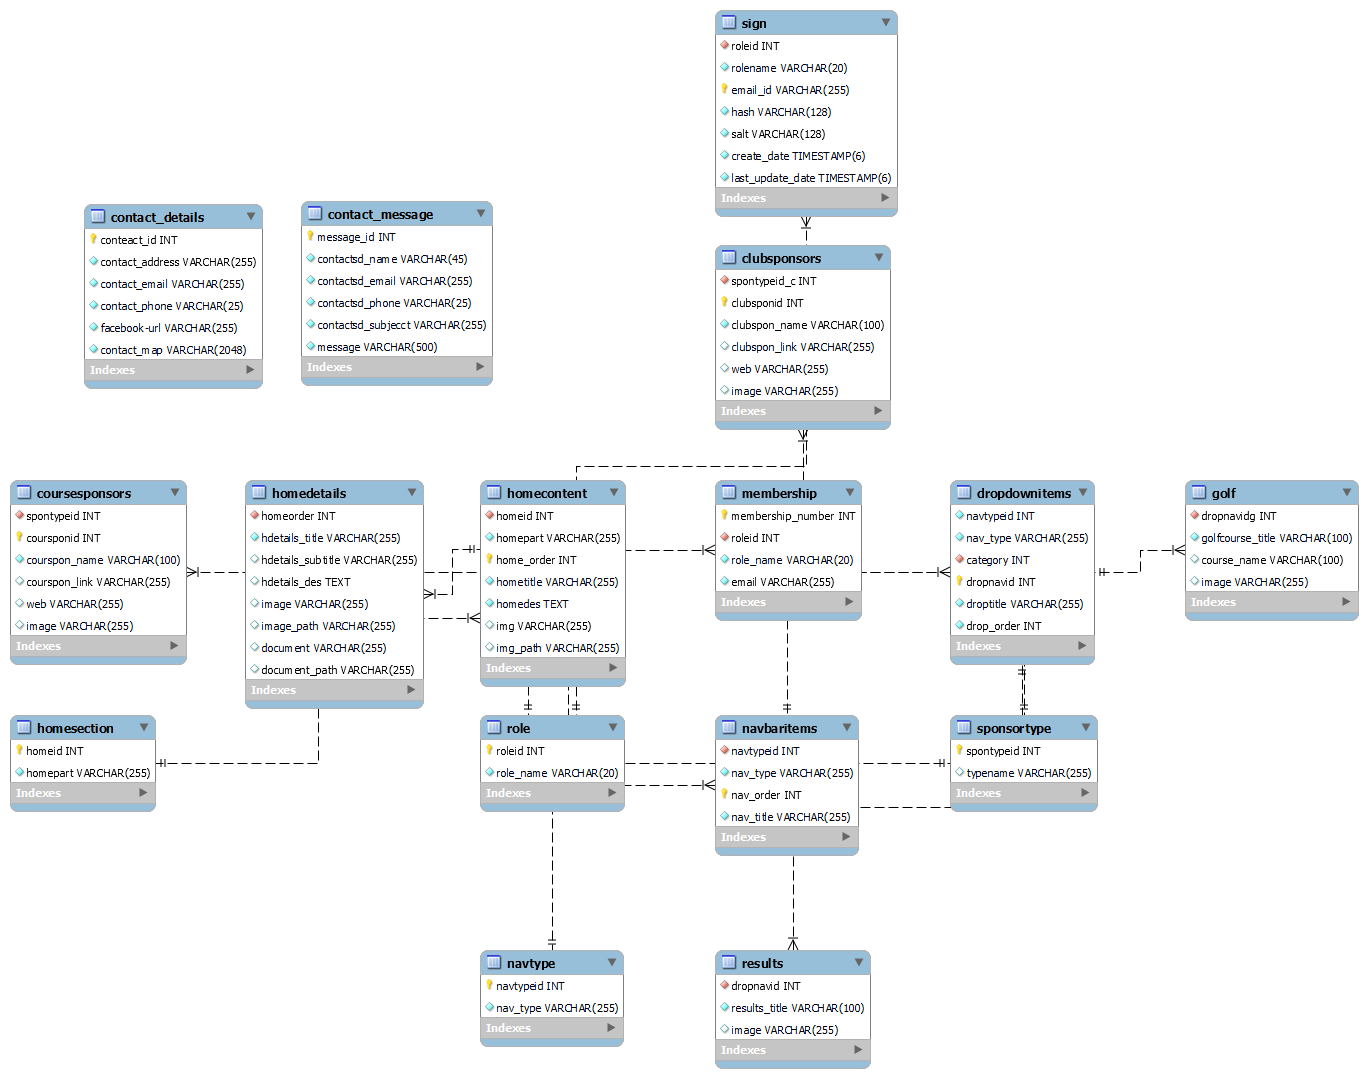 sign
roleid INT
rolename VARCHAR(20)
email_id VARCHAR(255)
hash VARCHAR(128)
salt VARCHAR(128)
create_date TIMESTAMP(6)
last_update_date TIMESTAMP(6)
Indexes
contact_details
conteact_id INT
contact_address VARCHAR(255)
contact_email VARCHAR(255)
contact_phone VARCHAR(25)
facebook-url VARCHAR(255)
contact_map VARCHAR(2048)
Indexes
contact_message
message_id INT
contactsd_name VARCHAR(45)
contactsd_email VARCHAR(255)
contactsd_phone VARCHAR(25)
contactsd_subjecct VARCHAR(255)
message VARCHAR(500)
Indexes
clubsponsors
spontypeid_c INT
clubsponid INT
clubspon_name VARCHAR(100)
clubspon_link VARCHAR(255)
web VARCHAR(255)
image VARCHAR(255)
Indexes
coursesponsors
spontypeid INT
coursponid INT
courspon_name VARCHAR(100)
courspon_link VARCHAR(255)
web VARCHAR(255)
image VARCHAR(255)
Indexes
homedetails
homeorder INT
hdetails_title VARCHAR(255)
hdetails_subtitle VARCHAR(255)
hdetails_des TEXT
image VARCHAR(255)
image_path VARCHAR(255)
document VARCHAR(255)
document_path VARCHAR(255)
Indexes
homecontent
homeid INT
homepart VARCHAR(255)
home_order INT
hometitle VARCHAR(255)
homedes TEXT
img VARCHAR(255)
img_path VARCHAR(255)
Indexes
membership
membership_number INT
roleid INT
role_name VARCHAR(20)
email VARCHAR(255)
Indexes
dropdownitems
navtypeid INT
nav_type VARCHAR(255)
category INT
dropnavid INT
droptitle VARCHAR(255)
drop_order INT
Indexes
golf
dropnavidg INT
golfcourse_title VARCHAR(100)
course_name VARCHAR(100)
image VARCHAR(255)
Indexes
homesection
homeid INT
homepart VARCHAR(255)
Indexes
role
roleid INT
role_name VARCHAR(20)
Indexes
navbaritems
navtypeid INT
nav_type VARCHAR(255)
nav_order INT
nav_title VARCHAR(255)
Indexes
sponsortype
spontypeid INT
typename VARCHAR(255)
Indexes
navtype
navtypeid INT
nav_type VARCHAR(255)
Indexes
results
dropnavid INT
results_title VARCHAR(100)
image VARCHAR(255)
Indexes